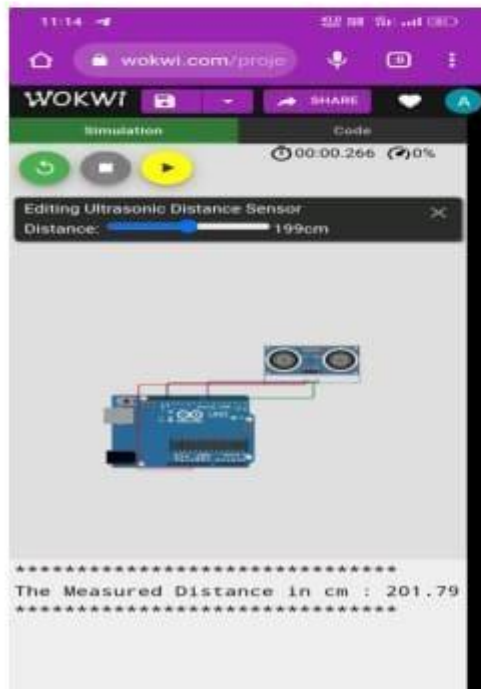 11:14
wokwi.com/proje
WOKWI SHARE A
Simulation Code
00:00.266 0%
Editing Ultrasonic Distance Sensor
Distance: 199cm
UNO
********************************
The Measured Distance in cm : 201.79
********************************